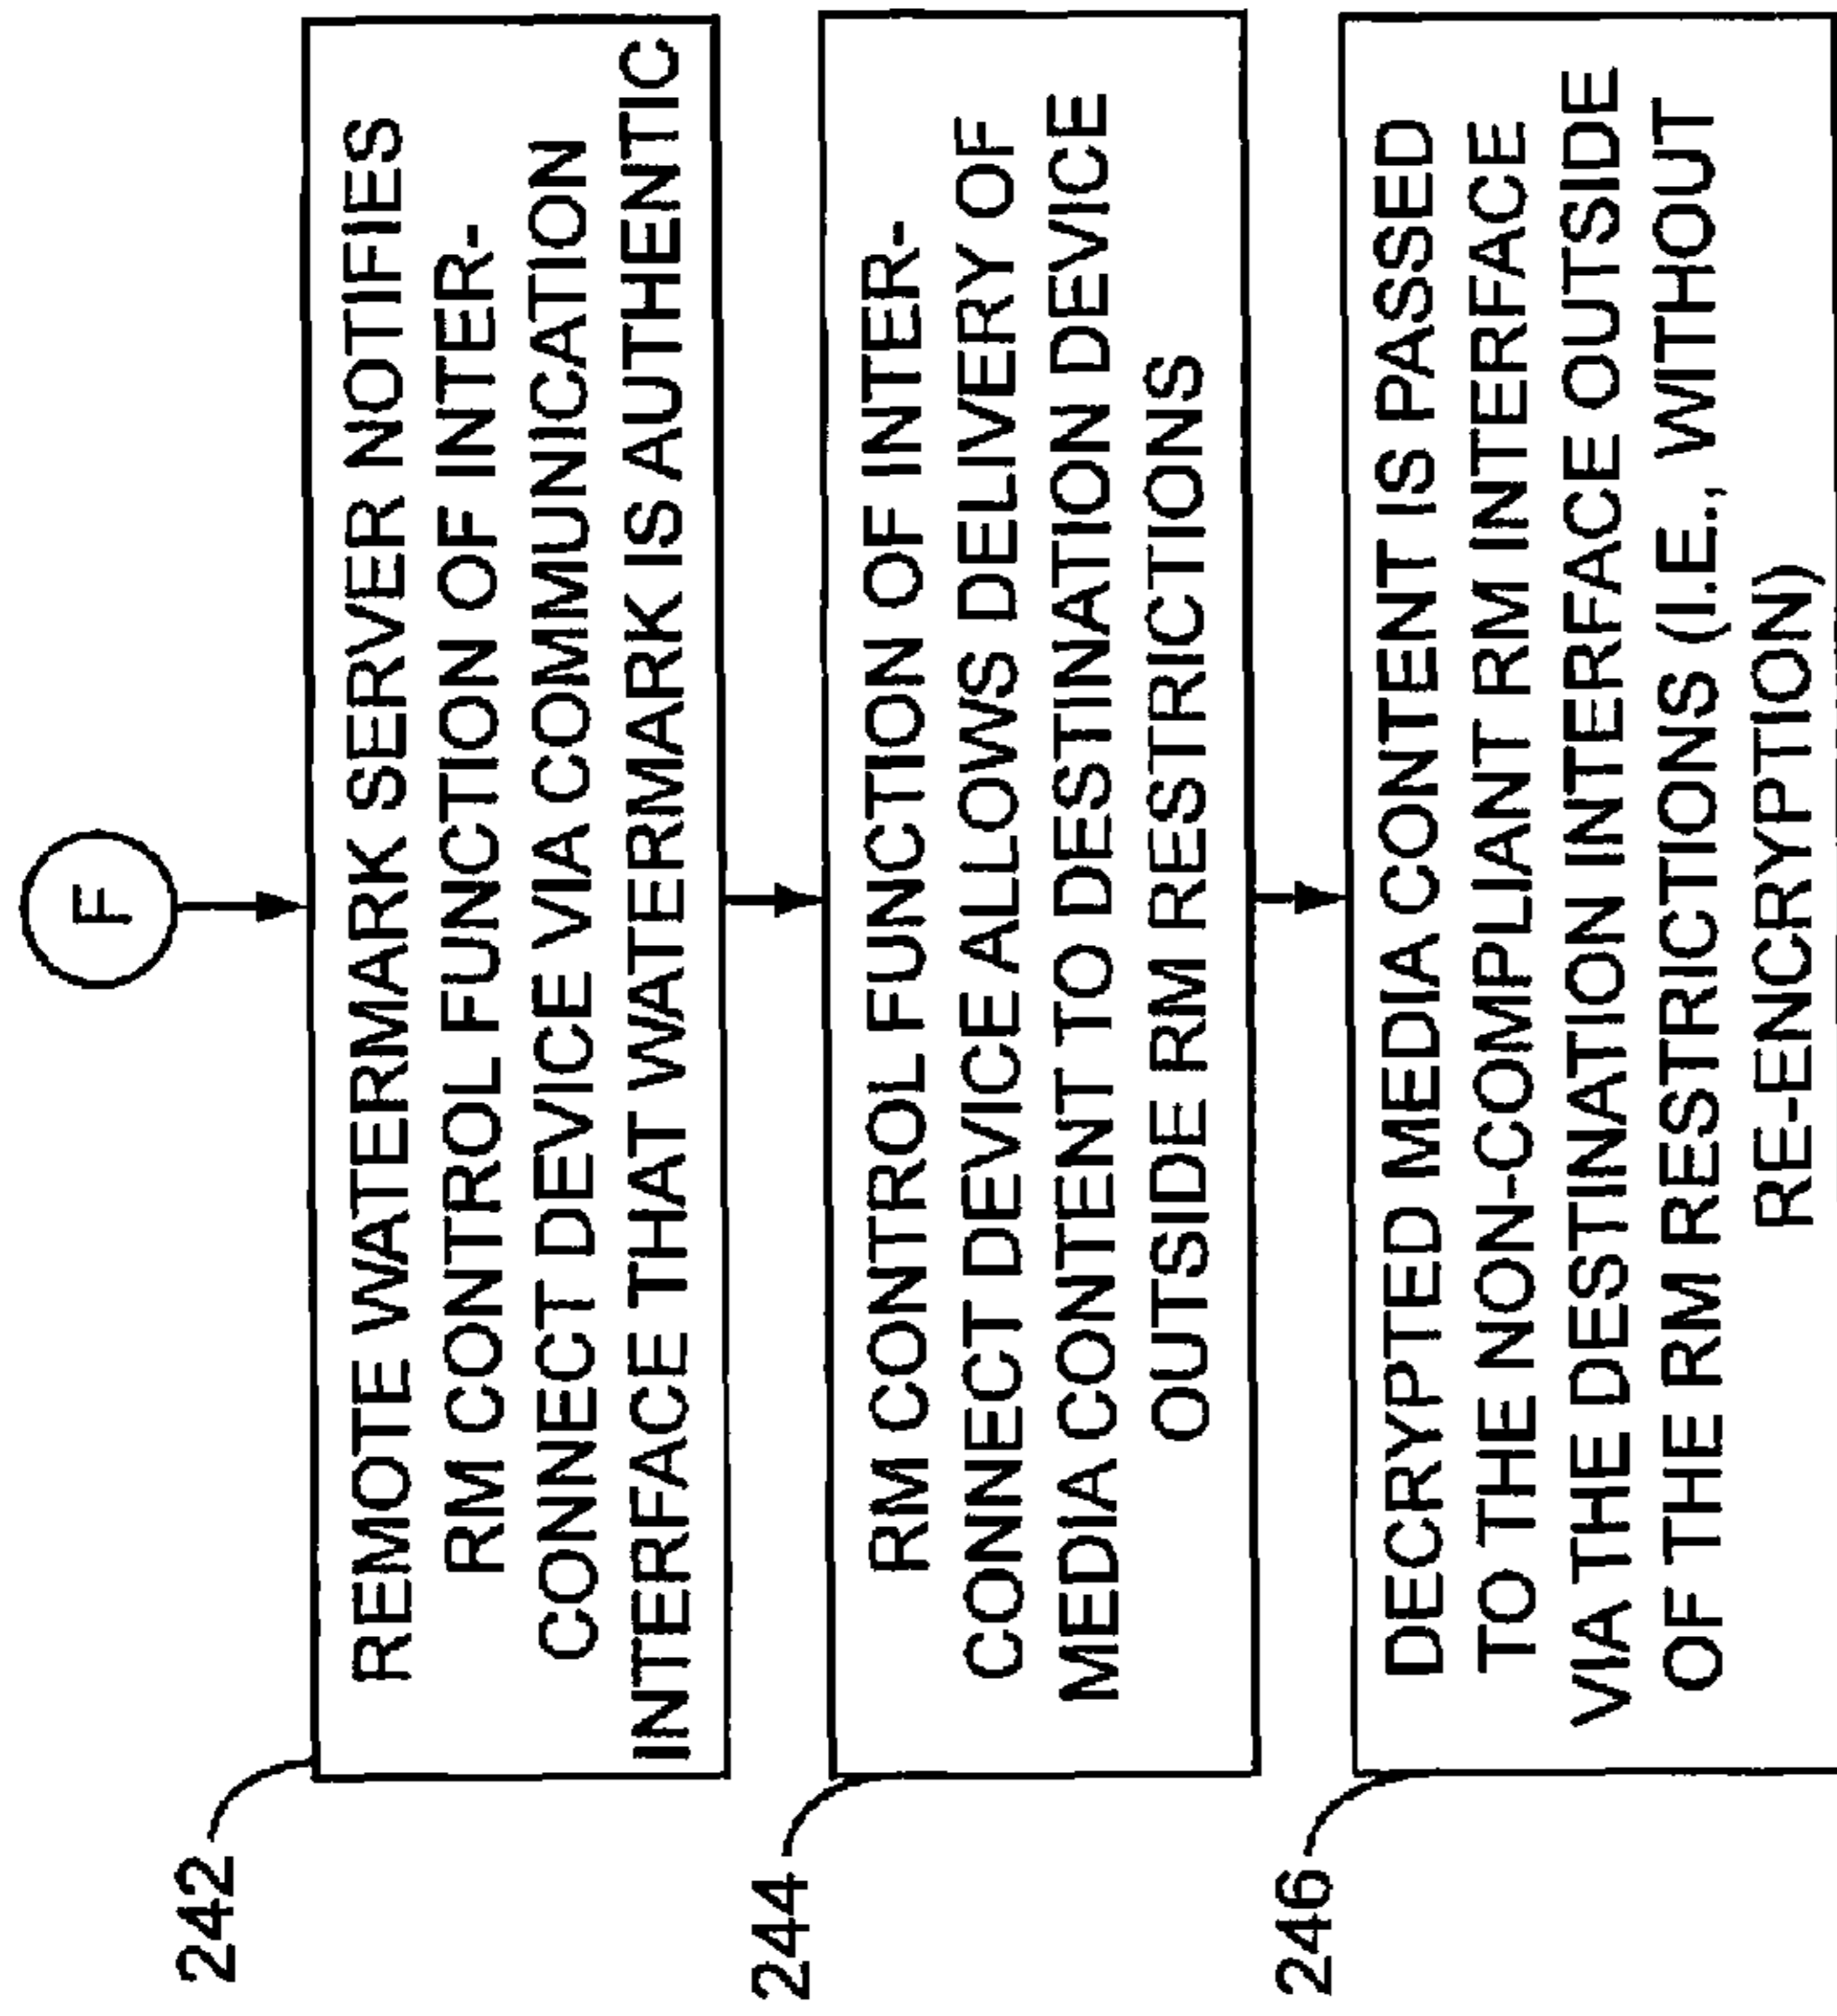 F
242
REMOTE WATERMARK SERVER NOTIFIES
RM CONTROL FUNCTION OF INTER-
CONNECT DEVICE VIA COMMUNICATION
INTERFACE THAT WATERMARK IS AUTHENTIC
244
RM CONTROL FUNCTION OF INTER-
CONNECT DEVICE ALLOWS DELIVERY OF
MEDIA CONTENT TO DESTINATION DEVICE
OUTSIDE RM RESTRICTIONS
246
DECRYPTED MEDIA CONTENT IS PASSED
TO THE NON-COMPLIANT RM INTERFACE
VIA THE DESTINATION INTERFACE OUTSIDE
OF THE RM RESTRICTIONS (I.E., WITHOUT
RE-ENCRYPTION)